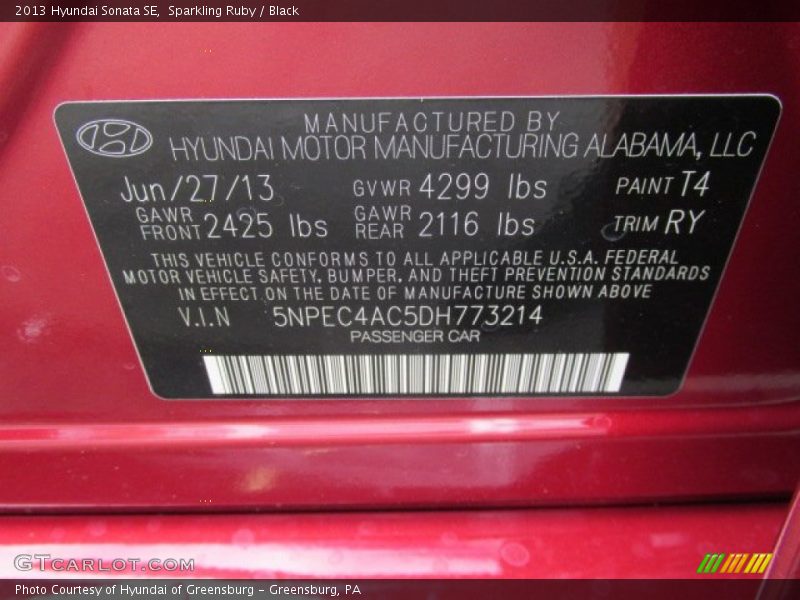 2013 Hyundai Sonata SE, Sparkling Ruby / Black
MANUFACTURED BY
HYUNDAI MOTOR MANUFACTURING ALABAMA, LLC
Jun/27/13 GVWR 4299 lbs PAINT T4
GAWR FRONT 2425 lbs GAWR REAR 2116 lbs TRIM RY
THIS VEHICLE CONFORMS TO ALL APPLICABLE U.S.A. FEDERAL
MOTOR VEHICLE SAFETY, BUMPER, AND THEFT PREVENTION STANDARDS
IN EFFECT ON THE DATE OF MANUFACTURE SHOWN ABOVE
V.I.N 5NPEC4AC5DH773214
PASSENGER CAR
GTCARLOT.COM
Photo Courtesy of Hyundai of Greensburg - Greensburg, PA